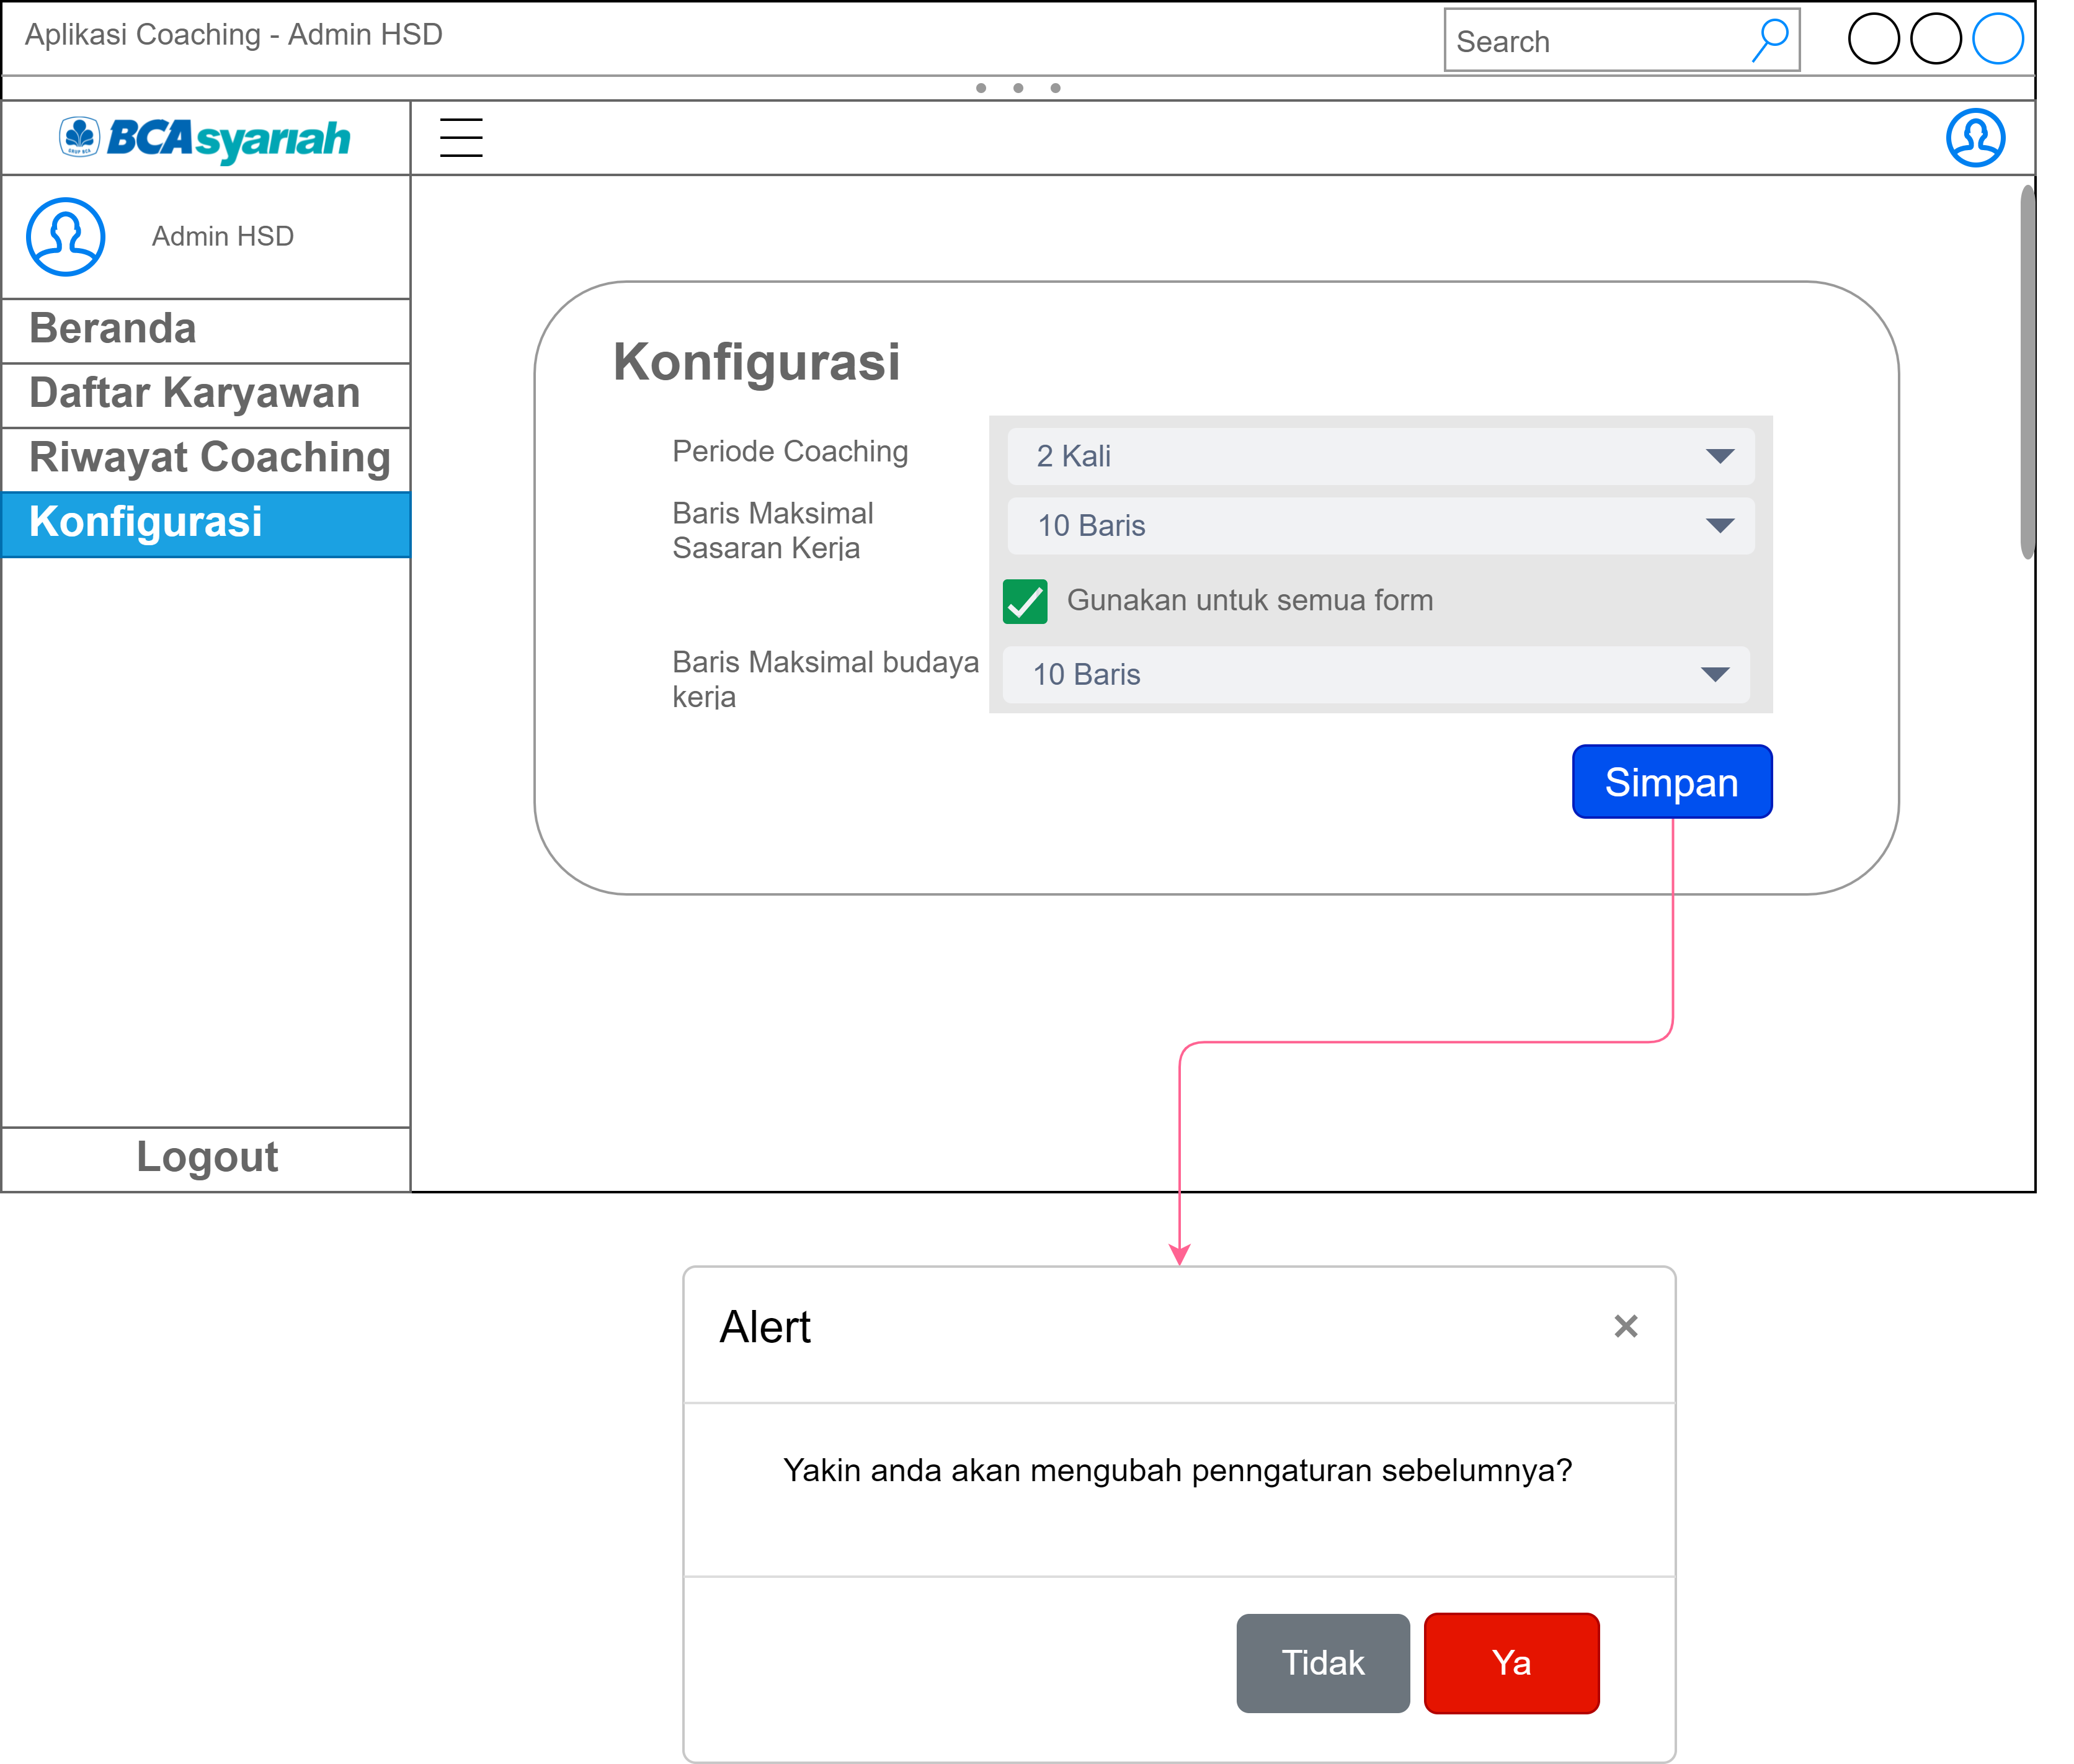 Aplikasi Coaching - Admin HSD
Search
GRUP BCA
BCAsyariah
Admin HSD
Beranda
Daftar Karyawan
Riwayat Coaching
Konfigurasi
Logout
Konfigurasi
Periode Coaching
2 Kali
Baris Maksimal
Sasaran Kerja
10 Baris
Gunakan untuk semua form
Baris Maksimal budaya
kerja
10 Baris
Simpan
Alert
×
Yakin anda akan mengubah penngaturan sebelumnya?
Tidak
Ya